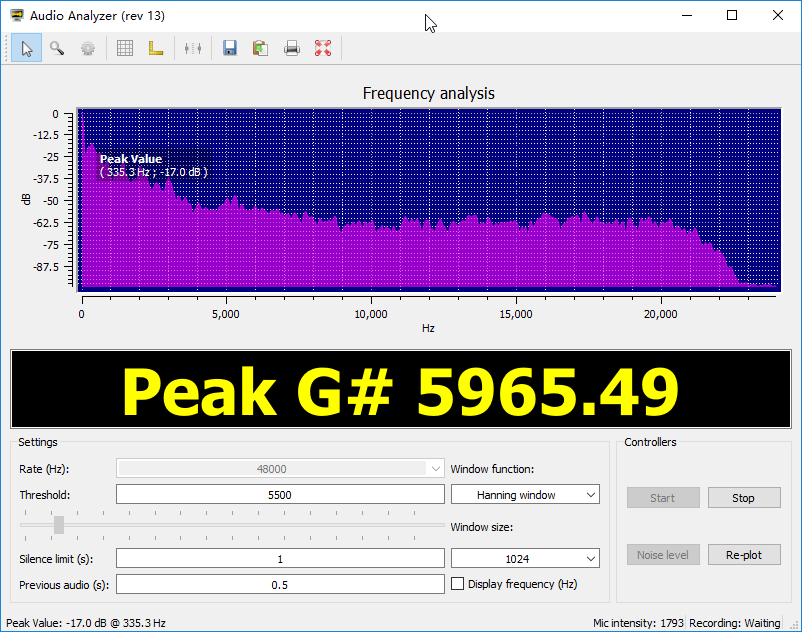 Audio Analyzer (rev 13)
Frequency analysis
0
-12.5
-25
-37.5
-50
-62.5
-75
-87.5
dB
Peak Value
( 335.3 Hz ; -17.0 dB )
0 5,000 10,000 15,000 20,000
Hz
Peak G# 5965.49
Settings
Rate (Hz): 48000 Window function:
Threshold: 5500 Hanning window
Window size:
Silence limit (s): 1 1024
Previous audio (s): 0.5 Display frequency (Hz)
Controllers
Start Stop
Noise level Re-plot
Peak Value: -17.0 dB @ 335.3 Hz Mic intensity: 1793 Recording: Waiting